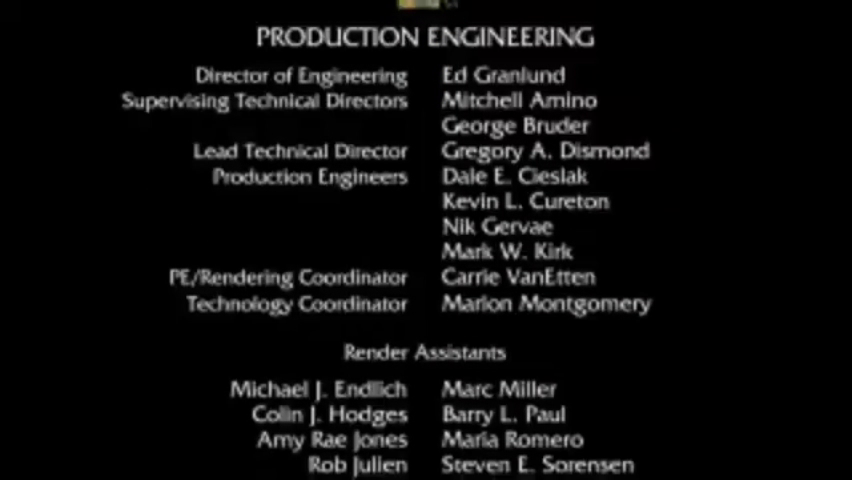 PRODUCTION ENGINEERING
Director of Engineering Ed Granlund
Supervising Technical Directors Mitchell Amino
George Bruder
Lead Technical Director Gregory A. Dismond
Production Engineers Dale E. Cieslak
Kevin L. Cureton
Nik Gervae
Mark W. Kirk
PE/Rendering Coordinator Carrie VanEtten
Technology Coordinator Marlon Montgomery
Render Assistants
Michael J. Endlich Marc Miller
Colin J. Hodges Barry L. Paul
Amy Rae Jones Maria Romero
Rob Jullen Steven E. Sorensen